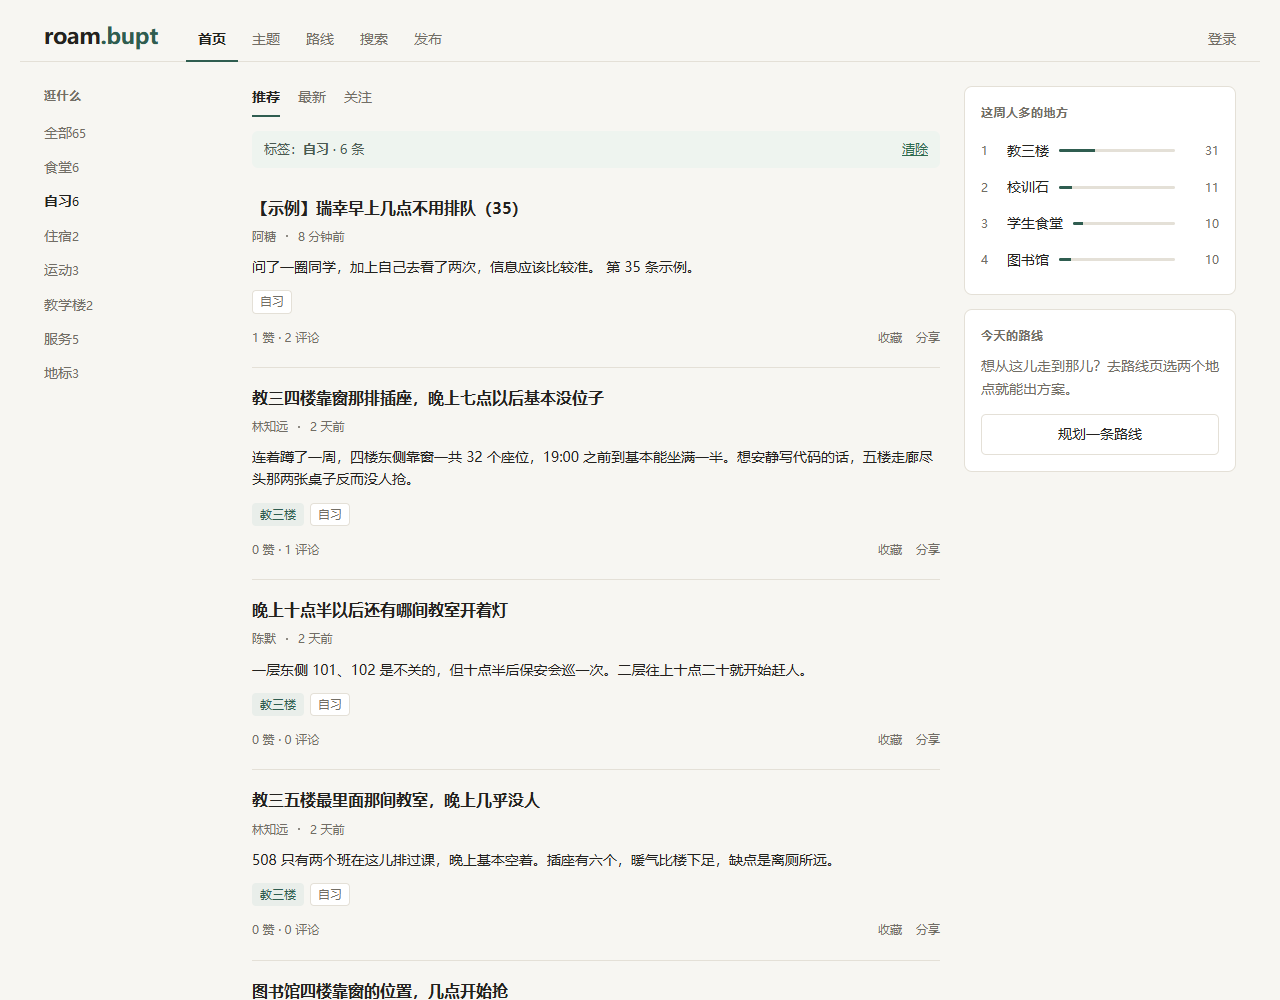 roam.bupt 首页 主题 路线 搜索 发布 登录
逛什么
全部65
食堂6
自习6
住宿2
运动3
教学楼2
服务5
地标3
推荐 最新 关注
标签：自习 · 6 条 清除
【示例】瑞幸早上几点不用排队（35）
阿糖 · 8 分钟前
问了一圈同学，加上自己去看了两次，信息应该比较准。 第 35 条示例。
自习
1 赞 · 2 评论 收藏 分享
教三四楼靠窗那排插座，晚上七点以后基本没位子
林知远 · 2 天前
连着蹲了一周，四楼东侧靠窗一共 32 个座位，19:00 之前到基本能坐满一半。想安静写代码的话，五楼走廊尽
头那两张桌子反而没人抢。
教三楼 自习
0 赞 · 1 评论 收藏 分享
晚上十点半以后还有哪间教室开着灯
陈默 · 2 天前
一层东侧 101、102 是不关的，但十点半后保安会巡一次。二层往上十点二十就开始赶人。
教三楼 自习
0 赞 · 0 评论 收藏 分享
教三五楼最里面那间教室，晚上几乎没人
林知远 · 2 天前
508 只有两个班在这儿排过课，晚上基本空着。插座有六个，暖气比楼下足，缺点是离厕所远。
教三楼 自习
0 赞 · 0 评论 收藏 分享
图书馆四楼靠窗的位置，几点开始抢
这周人多的地方
1 教三楼 31
2 校训石 11
3 学生食堂 10
4 图书馆 10
今天的路线
想从这儿走到那儿？去路线页选两个地
点就能出方案。
规划一条路线